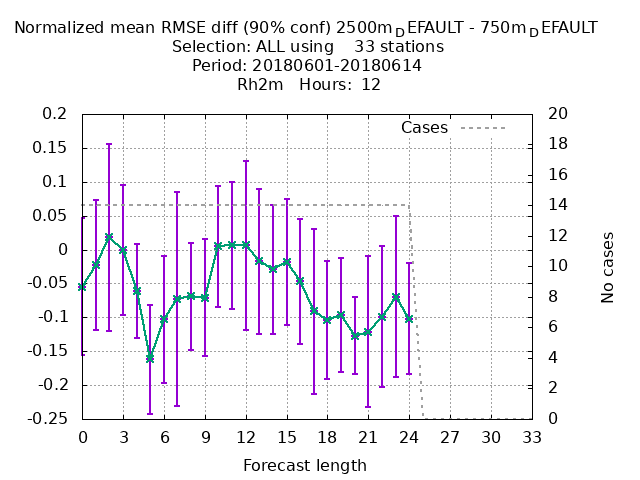 Normalized mean RMSE diff (90% conf) 2500mDEFAULT - 750mDEFAULT
Selection: ALL using 33 stations
Period: 20180601-20180614
Rh2m Hours: 12
Cases
0.2
0.15
0.1
0.05
0
-0.05
-0.1
-0.15
-0.2
-0.25
20
18
16
14
12
10
8
6
4
2
0
No cases
0 3 6 9 12 15 18 21 24 27 30 33
Forecast length